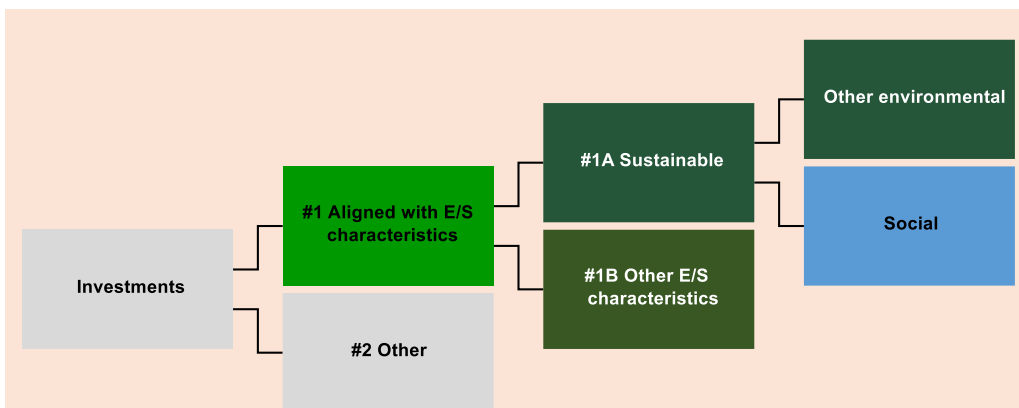 Investments
#1 Aligned with E/S
characteristics
#2 Other
#1A Sustainable
#1B Other E/S
characteristics
Other environmental
Social